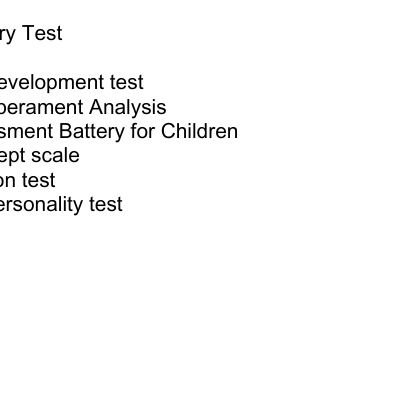 ry Test
evelopment test
perament Analysis
sment Battery for Children
ept scale
on test
ersonality test